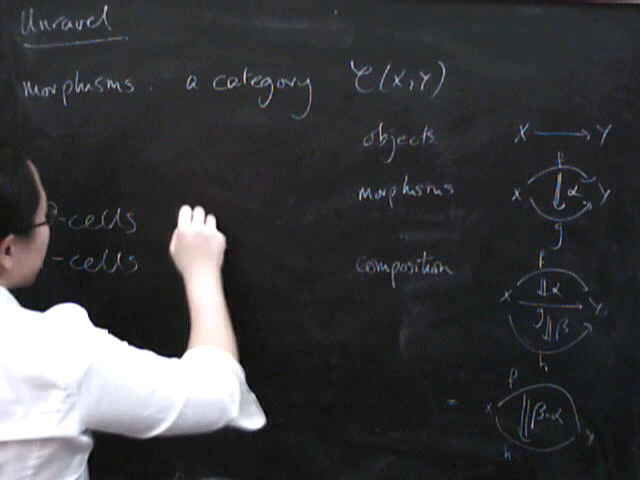 Unravel
morphisms: a category 𝒞(X,Y)
objects X → Y
morphisms X f ⇓α g Y
composition X f ⇓α g ⇓β h Y
= X f ⇓β∘α h Y
-cells
-cells